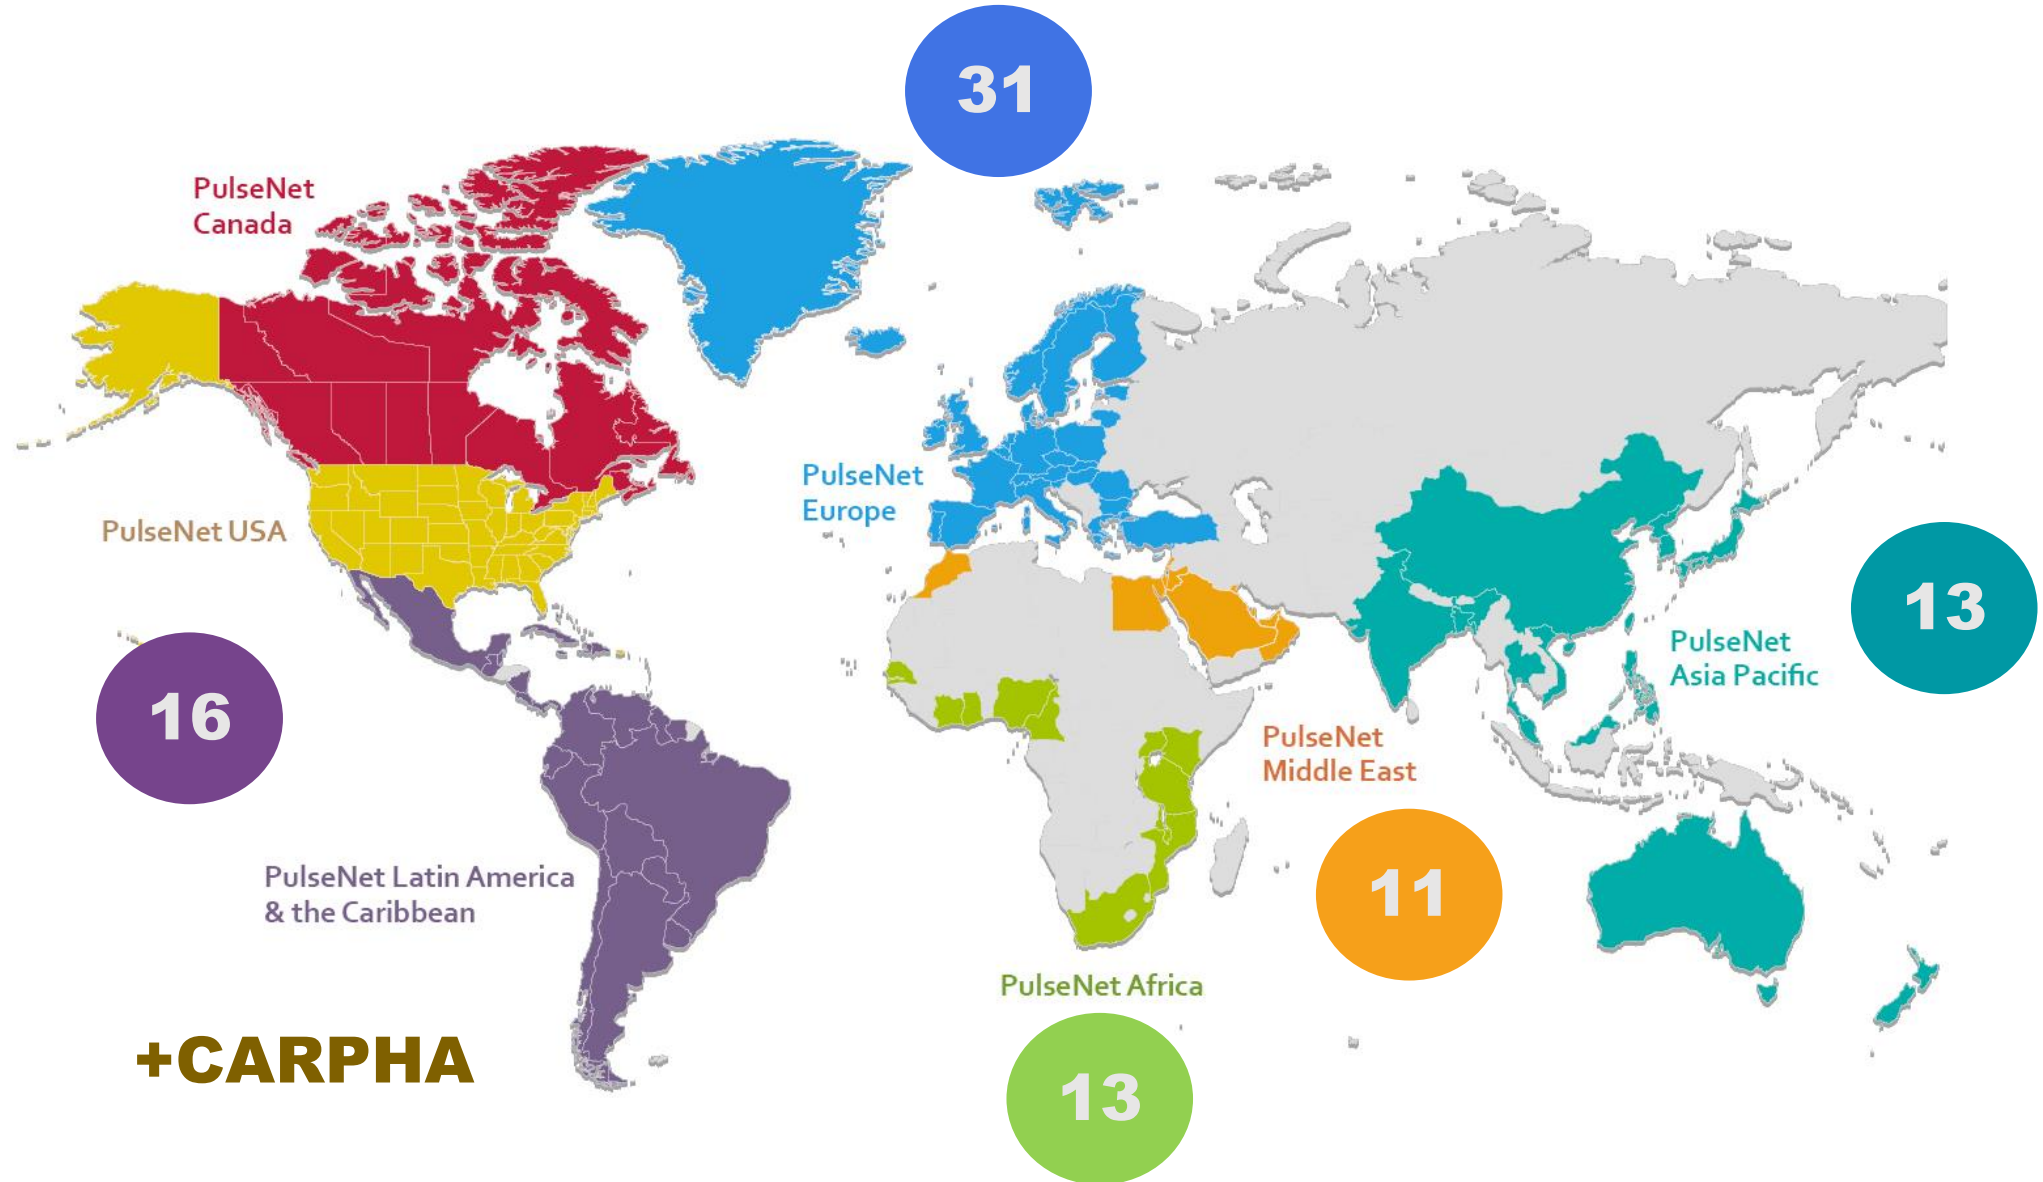 31
PulseNet
Canada
PulseNet
Europe
PulseNet USA
13
PulseNet
Asia Pacific
16
PulseNet
Middle East
11
PulseNet Latin America
& the Caribbean
PulseNet Africa
+CARPHA
13